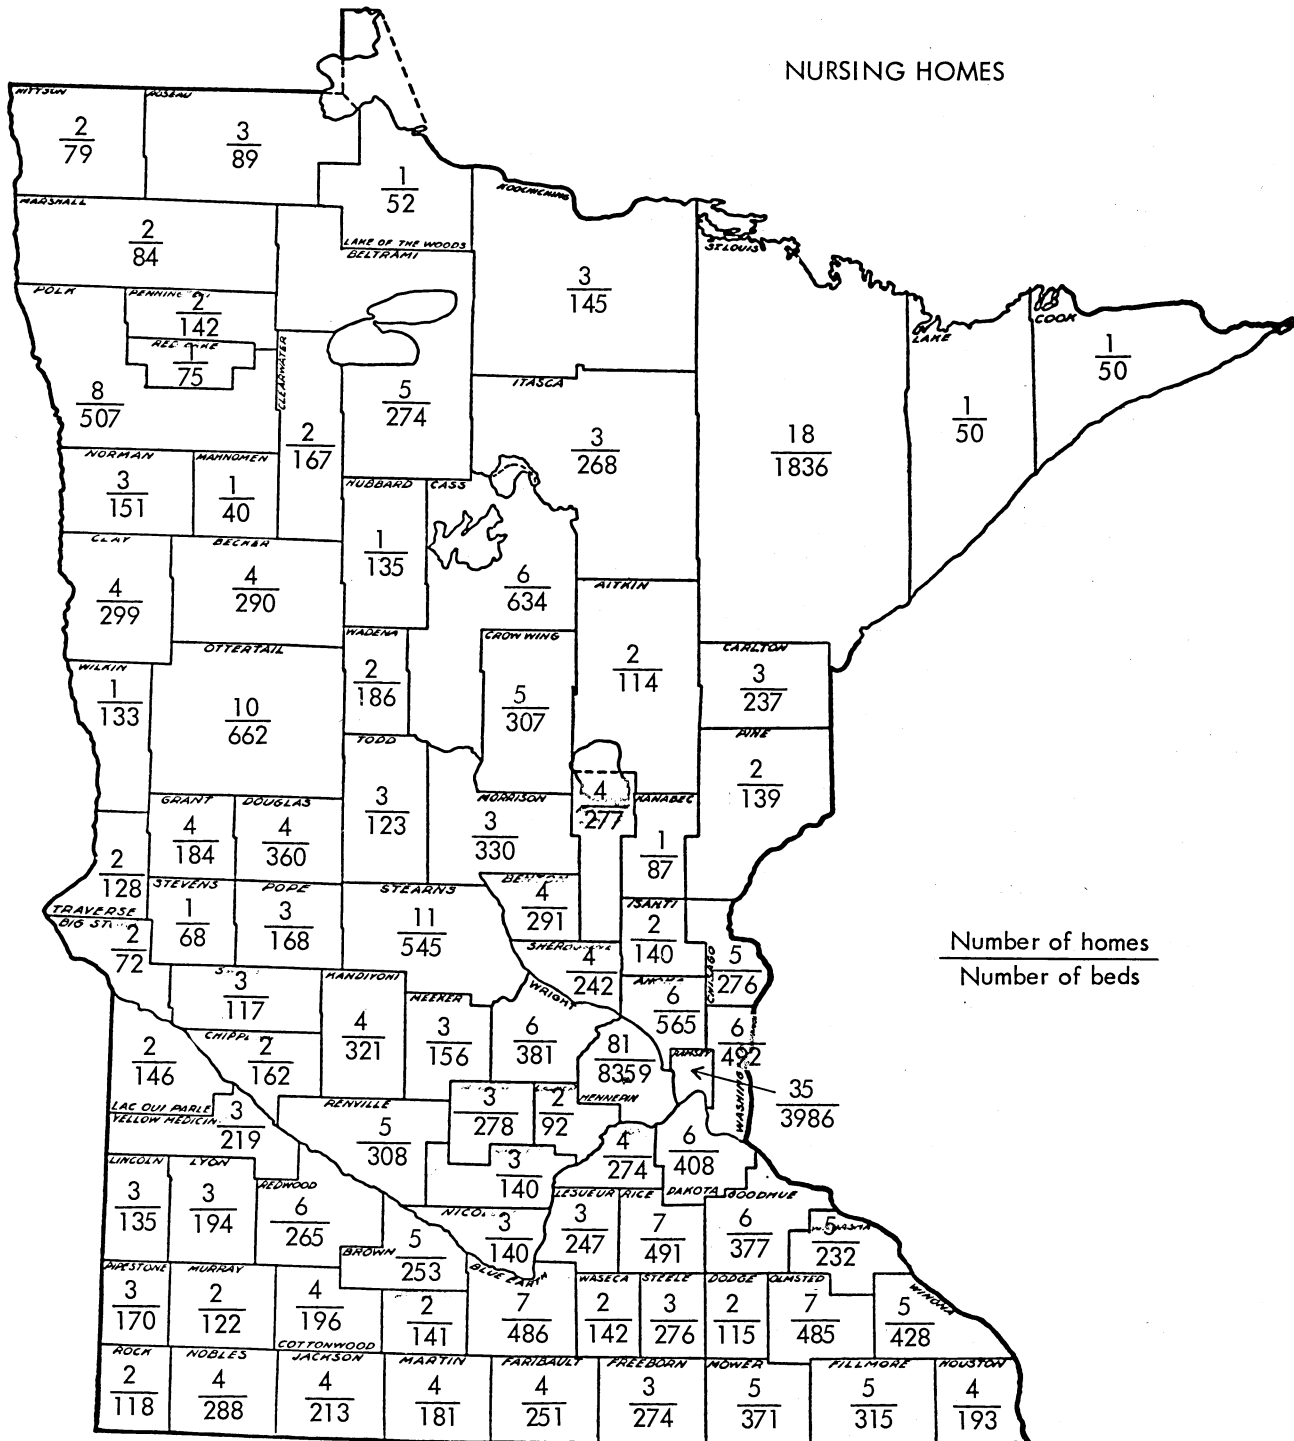 NURSING HOMES
KITTSON
2
79
ROSEAU
3
89
1
52
LAKE OF THE WOODS
KOOCHICHING
3
145
MARSHALL
2
84
BELTRAMI
5
274
ST.LOUIS
18
1836
LAKE
1
50
COOK
1
50
POLK
8
507
2
142
1
75
CLEARWATER
2
167
ITASCA
3
268
NORMAN
3
151
MAHNOMEN
1
40
HUBBARD
1
135
CASS
6
634
CLAY
4
299
BECKER
4
290
AITKIN
2
114
WADENA
2
186
CROW WING
5
307
CARLTON
3
237
WILKIN
1
133
OTTERTAIL
10
662
PINE
2
139
TODD
3
123
MORRISON
3
330
4
277
KANABEC
1
87
GRANT
4
184
DOUGLAS
4
360
2
128
TRAVERSE
STEVENS
1
68
POPE
3
168
STEARNS
11
545
4
291
ISANTI
2
140
CHISAGO
5
276
2
72
3
117
KANDIYOHI
4
321
MEEKER
3
156
WRIGHT
6
381
4
242
6
565
6
492
Number of homes
Number of beds
2
146
LAC QUI PARLE
2
162
81
8359
HENNEPIN
RAMSEY
35
3986
3
219
RENVILLE
5
308
3
278
2
92
3
140
4
274
6
408
DAKOTA
LINCOLN
3
135
LYON
3
194
REDWOOD
6
265
BROWN
5
253
3
140
LESUEUR
3
247
RICE
7
491
GOODHUE
6
377
5
232
PIPESTONE
3
170
MURRAY
2
122
4
196
COTTONWOOD
2
141
BLUE EARTH
7
486
WASECA
2
142
STEELE
3
276
DODGE
2
115
OLMSTED
7
485
WINONA
5
428
ROCK
2
118
NOBLES
4
288
JACKSON
4
213
MARTIN
4
181
FARIBAULT
4
251
FREEBORN
3
274
MOWER
5
371
FILLMORE
5
315
HOUSTON
4
193